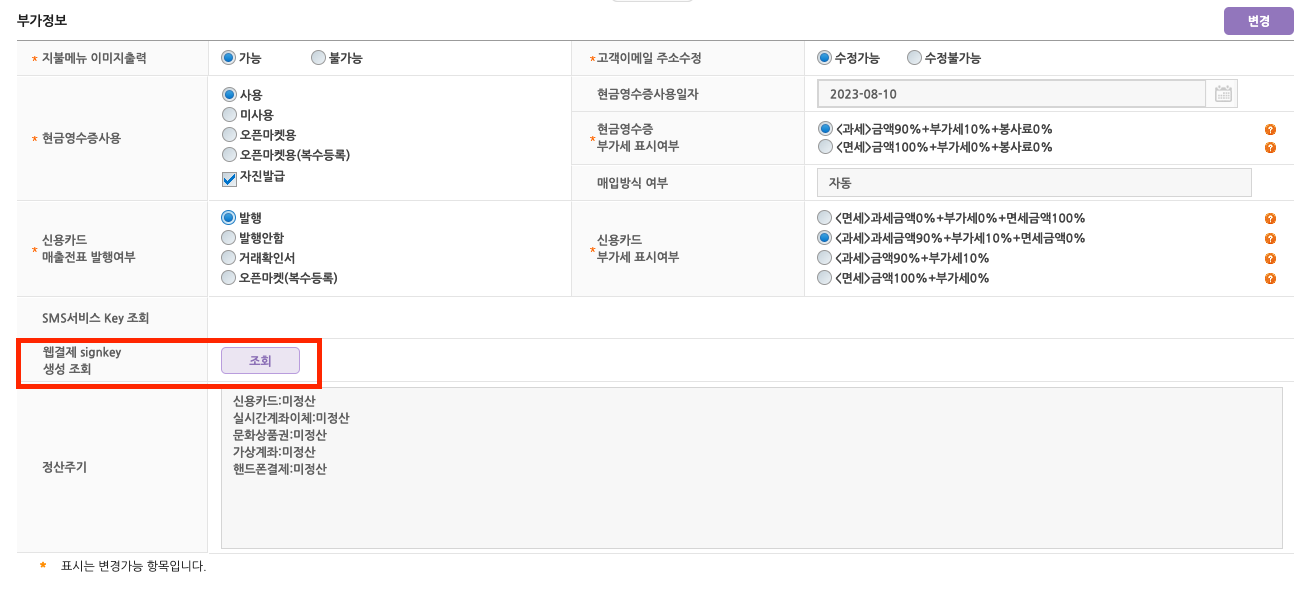 부가정보
변경
* 지불메뉴 이미지출력
가능
불가능
*고객이메일 주소수정
수정가능
수정불가능
* 현금영수증사용
사용
미사용
오픈마켓용
오픈마켓용(복수등록)
자진발급
현금영수증사용일자
2023-08-10
*현금영수증
부가세 표시여부
<과세>금액90%+부가세10%+봉사료0%
<면세>금액100%+부가세0%+봉사료0%
매입방식 여부
자동
* 신용카드
매출전표 발행여부
발행
발행안함
거래확인서
오픈마켓(복수등록)
*신용카드
부가세 표시여부
<면세>과세금액0%+부가세0%+면세금액100%
<과세>과세금액90%+부가세10%+면세금액0%
<과세>금액90%+부가세10%
<면세>금액100%+부가세0%
SMS서비스 Key 조회
웹결제 signkey
생성 조회
조회
정산주기
신용카드:미정산
실시간계좌이체:미정산
문화상품권:미정산
가상계좌:미정산
핸드폰결제:미정산
* 표시는 변경가능 항목입니다.